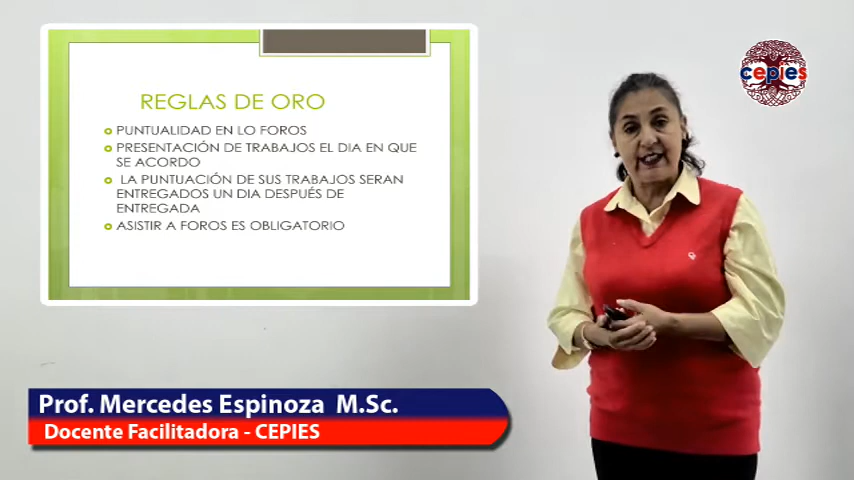 REGLAS DE ORO
PUNTUALIDAD EN LO FOROS
PRESENTACIÓN DE TRABAJOS EL DIA EN QUE
SE ACORDO
LA PUNTUACIÓN DE SUS TRABAJOS SERAN
ENTREGADOS UN DIA DESPUÉS DE
ENTREGADA
ASISTIR A FOROS ES OBLIGATORIO
cepies
Prof. Mercedes Espinoza M.Sc.
Docente Facilitadora - CEPIES